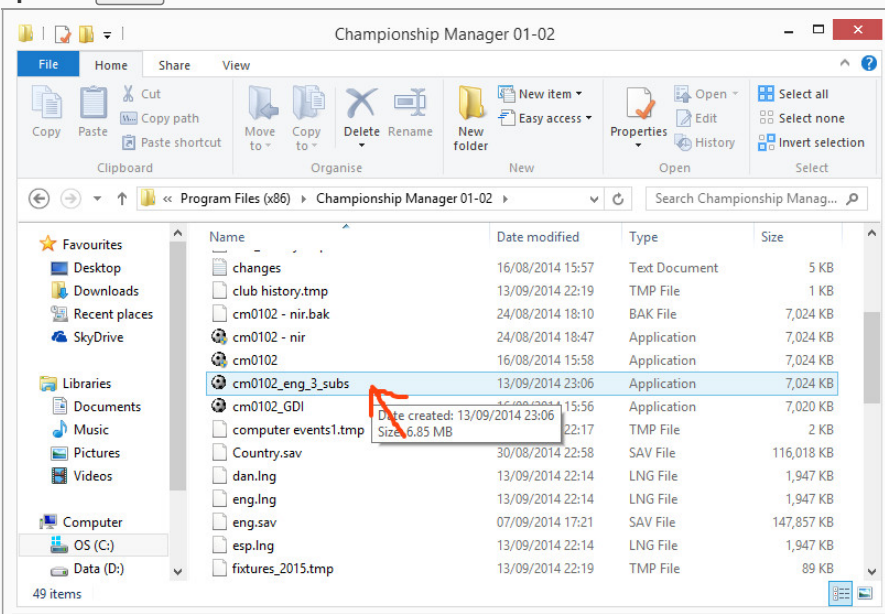 Championship Manager 01-02
File Home Share View
Copy Paste Cut Copy path Paste shortcut
Move to Copy to Delete Rename
New folder New item Easy access
Properties Open Edit History
Select all Select none Invert selection
Clipboard Organise New Open Select
« Program Files (x86) Championship Manager 01-02 Search Championship Manag...
Favourites
Desktop
Downloads
Recent places
SkyDrive
Libraries
Documents
Music
Pictures
Videos
Computer
OS (C:)
Data (D:)
Name Date modified Type Size
changes 16/08/2014 15:57 Text Document 5 KB
club history.tmp 13/09/2014 22:19 TMP File 1 KB
cm0102 - nir.bak 24/08/2014 18:10 BAK File 7,024 KB
cm0102 - nir 24/08/2014 18:47 Application 7,024 KB
cm0102 16/08/2014 15:58 Application 7,024 KB
cm0102_eng_3_subs 13/09/2014 23:06 Application 7,024 KB
cm0102_GDI 15:56 Application 7,020 KB
Date created: 13/09/2014 23:06
Size: 6.85 MB
computer events1.tmp 22:17 TMP File 2 KB
Country.sav 30/08/2014 22:58 SAV File 116,018 KB
dan.lng 13/09/2014 22:14 LNG File 1,947 KB
eng.lng 13/09/2014 22:14 LNG File 1,947 KB
eng.sav 07/09/2014 17:21 SAV File 147,857 KB
esp.lng 13/09/2014 22:14 LNG File 1,947 KB
fixtures_2015.tmp 13/09/2014 22:19 TMP File 89 KB
49 items